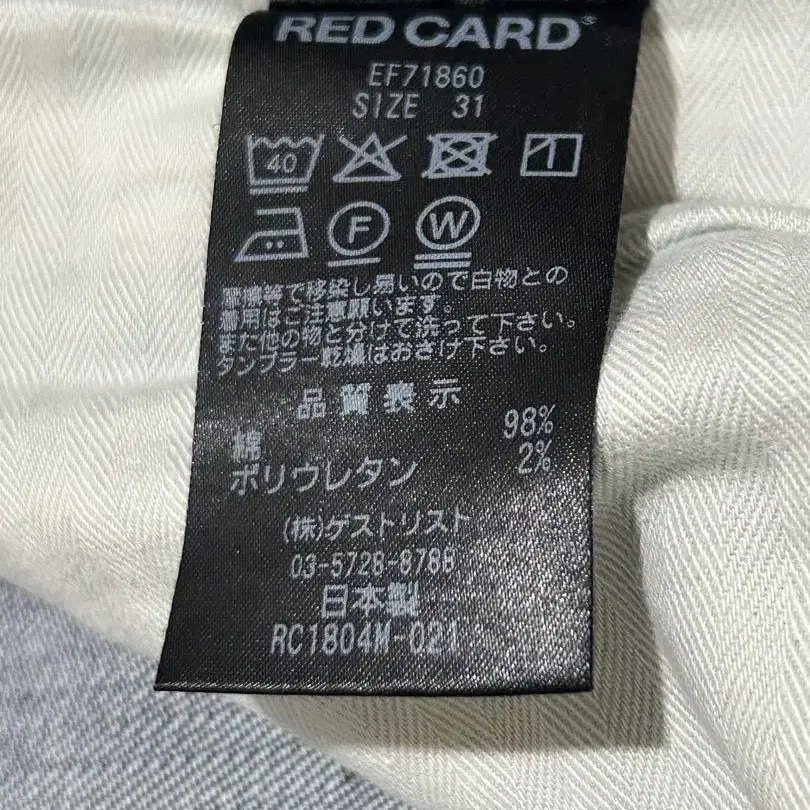 RED CARD®
EF71860
SIZE 31
40
F W
摩擦等で移染し易いので白物との
着用はご注意願います。
また他の物と分けて洗って下さい。
タンブラー乾燥はおさけ下さい。
品質表示
綿 98%
ポリウレタン 2%
(株)ゲストリスト
03-5728-8788
日本製
RC1804M-021